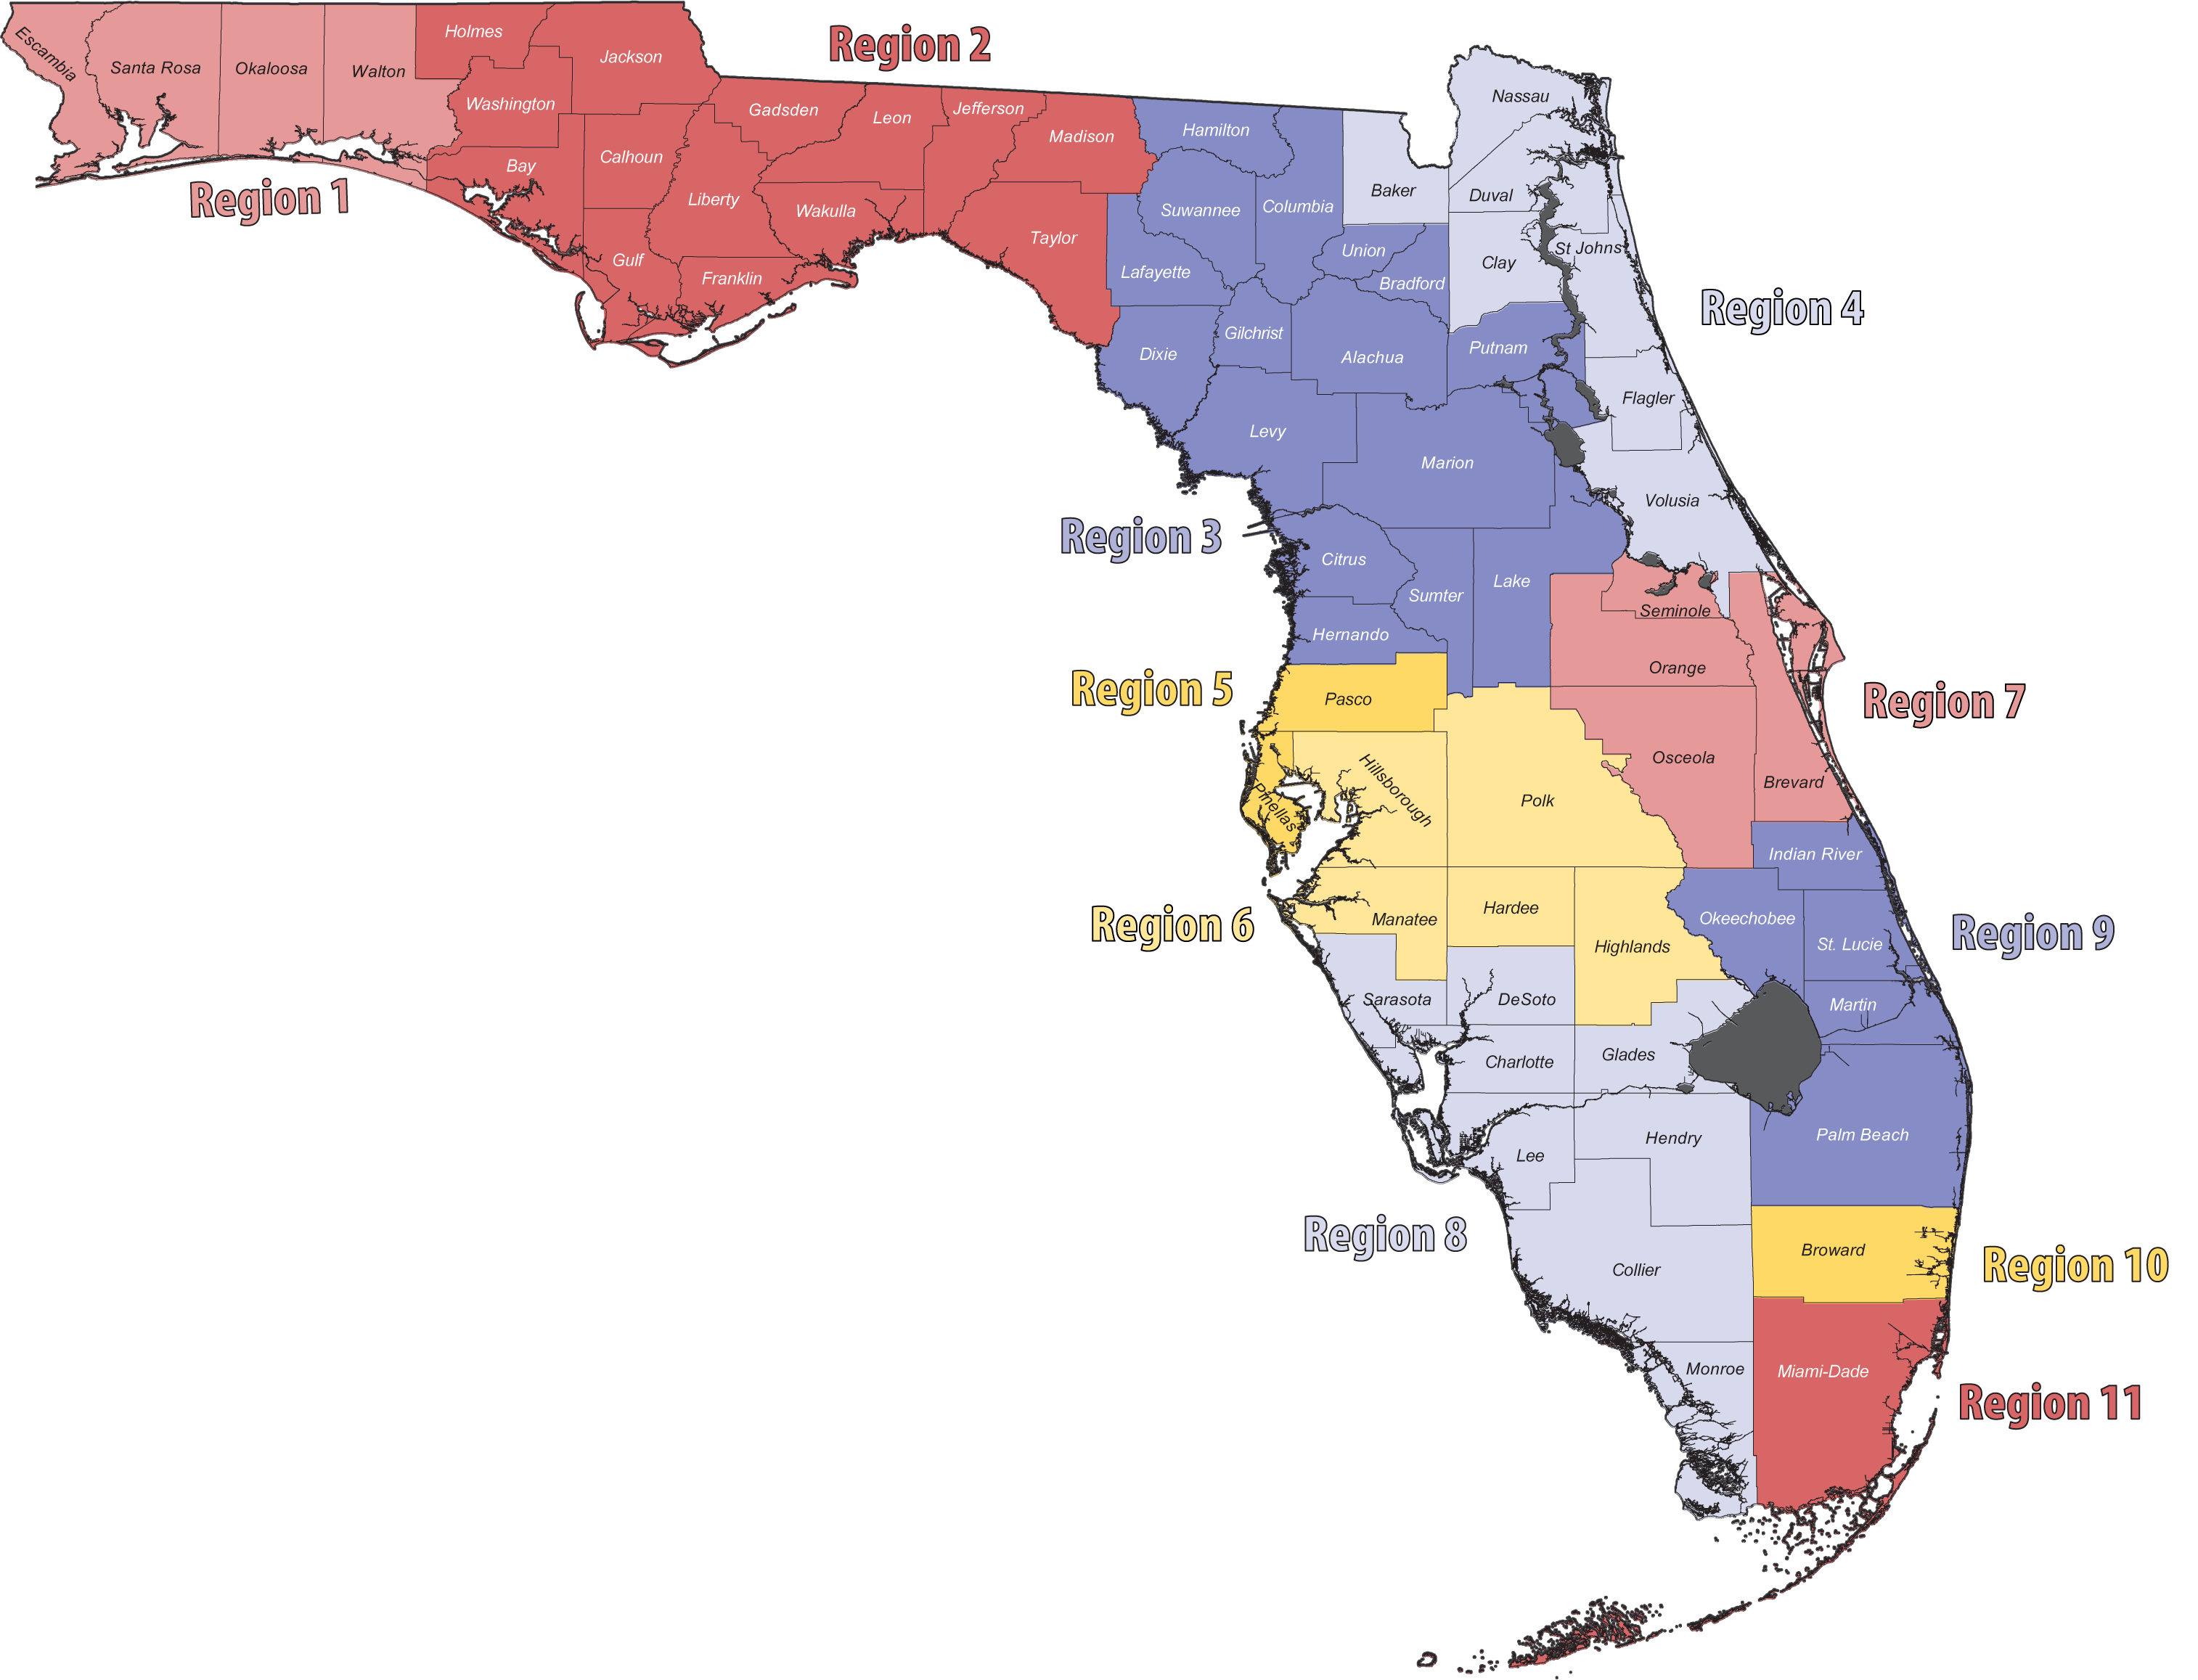 Region 1
Escambia
Santa Rosa
Okaloosa
Walton
Region 2
Holmes
Jackson
Washington
Bay
Calhoun
Gulf
Liberty
Gadsden
Franklin
Leon
Wakulla
Jefferson
Madison
Taylor
Region 3
Hamilton
Suwannee
Columbia
Lafayette
Union
Bradford
Dixie
Gilchrist
Alachua
Putnam
Levy
Marion
Citrus
Sumter
Lake
Hernando
Region 4
Nassau
Baker
Duval
Clay
St Johns
Flagler
Volusia
Region 5
Pasco
Pinellas
Region 6
Hillsborough
Polk
Manatee
Hardee
Highlands
Region 7
Seminole
Orange
Osceola
Brevard
Region 8
Sarasota
DeSoto
Charlotte
Glades
Lee
Hendry
Collier
Monroe
Region 9
Indian River
Okeechobee
St. Lucie
Martin
Palm Beach
Region 10
Broward
Region 11
Miami-Dade